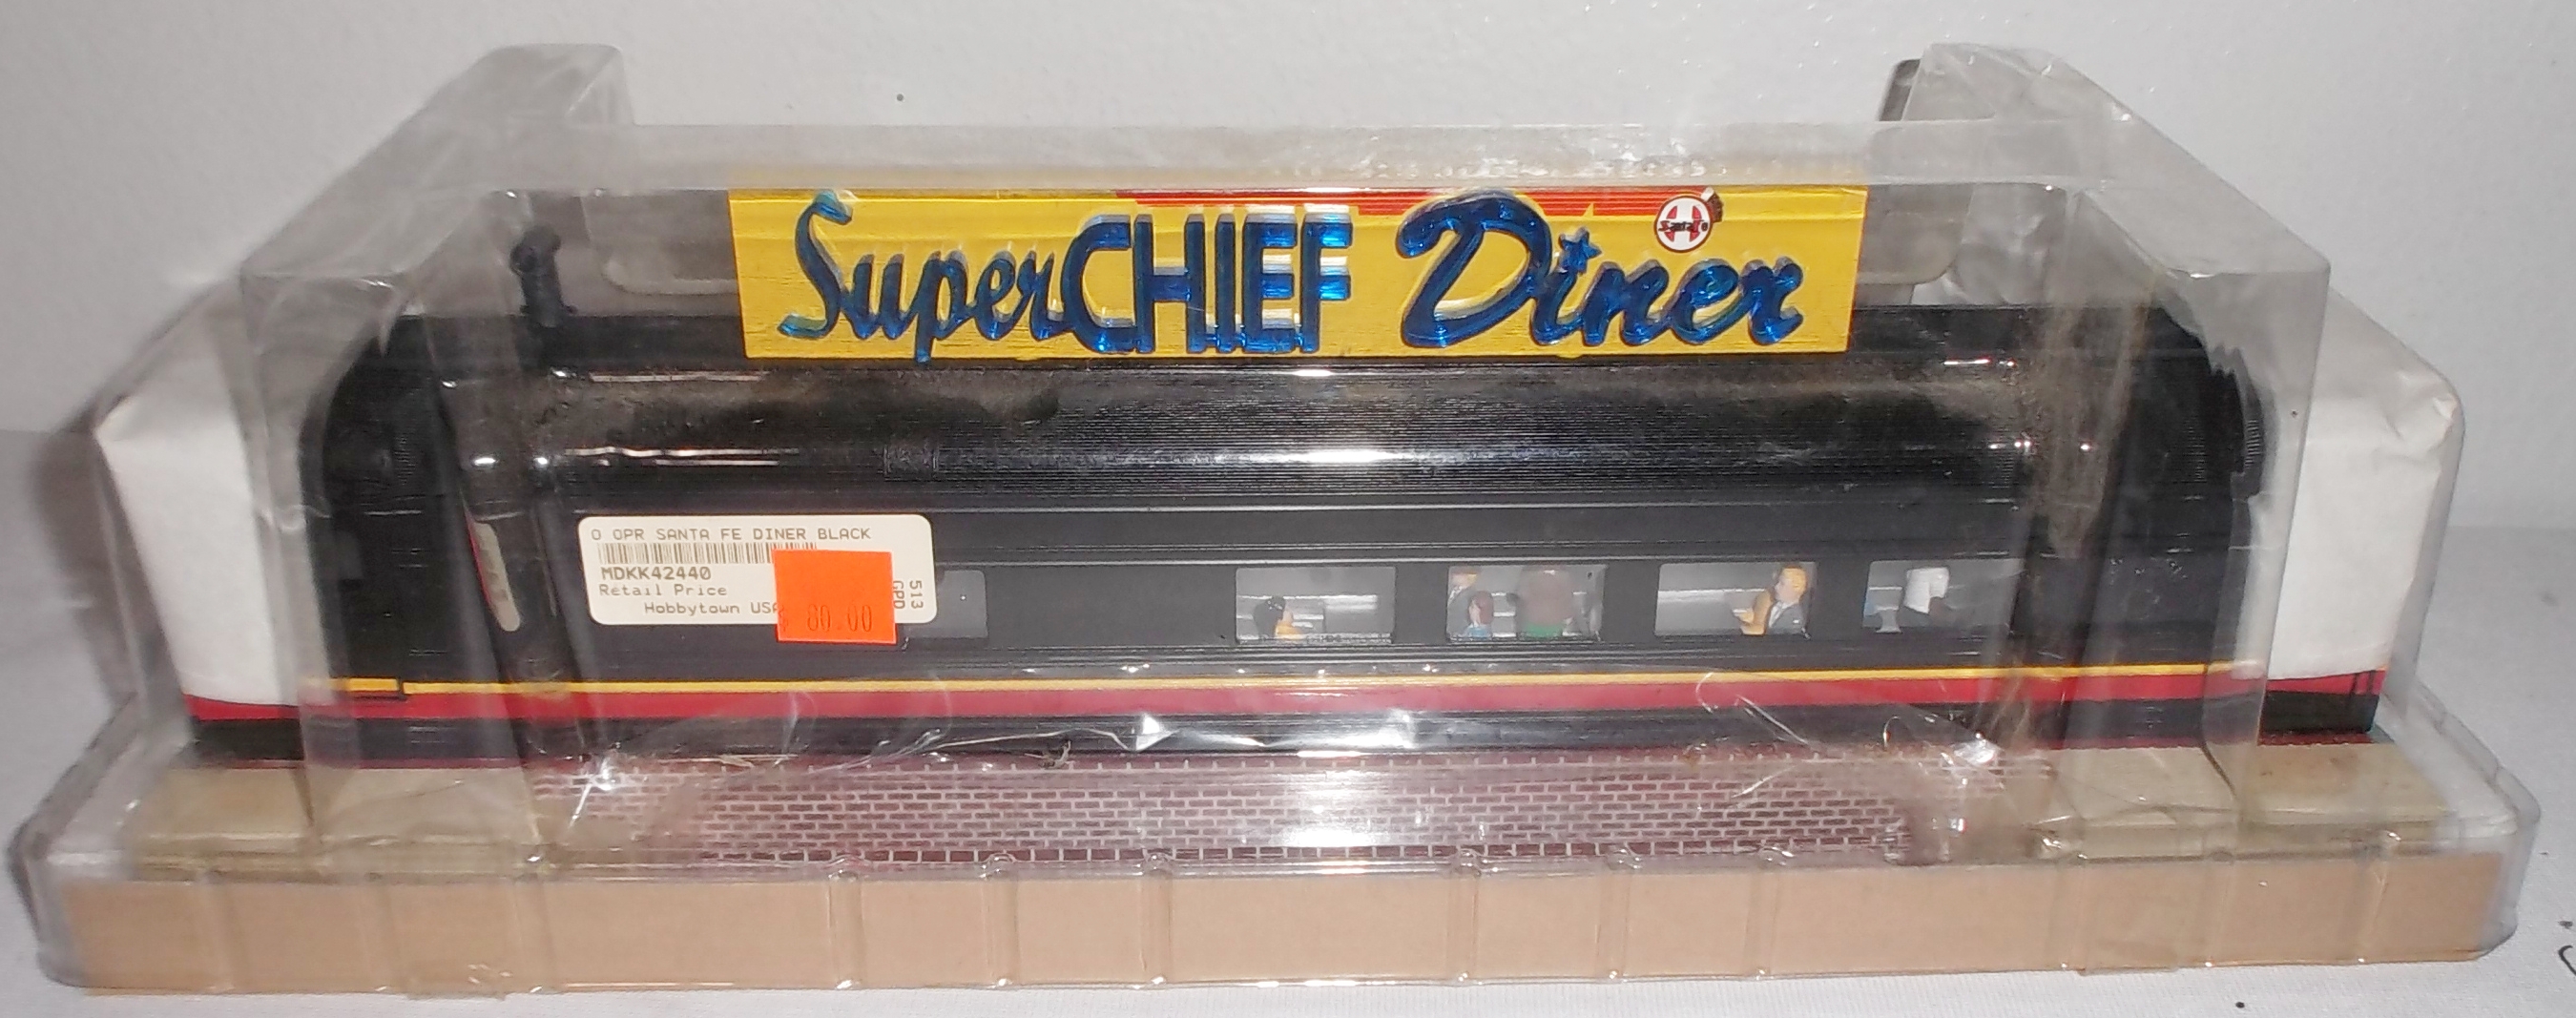 SuperCHIEF Diner
Santa Fe
O OPR SANTA FE DINER BLACK
MDKK42440
Retail Price
Hobbytown USA
513
GPD
$ 80.00